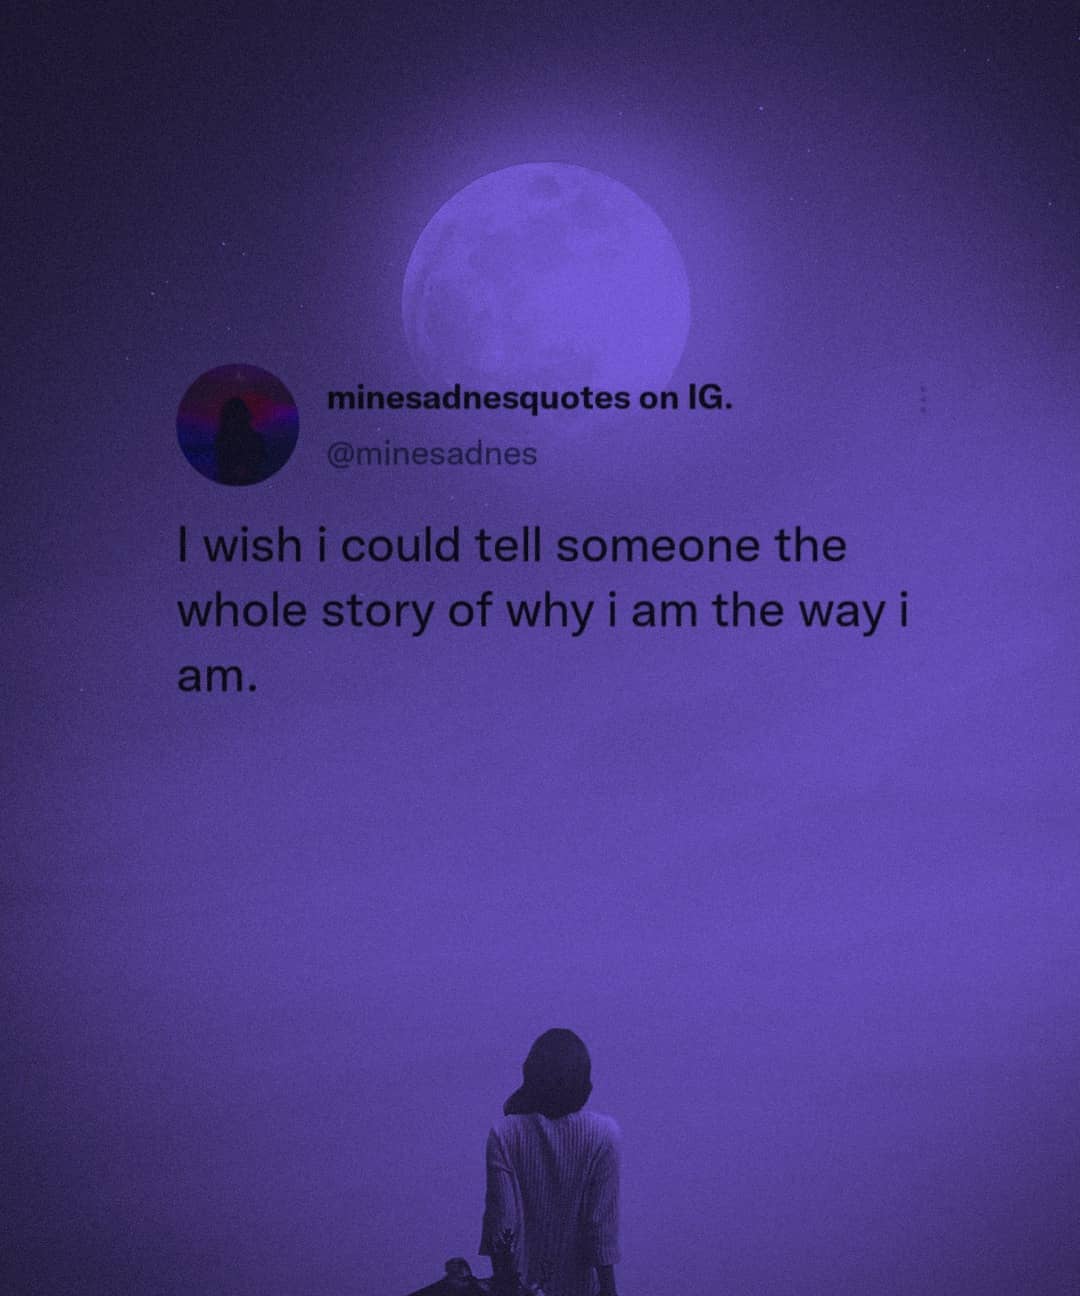 minesadnesquotes on IG.
@minesadnes
I wish i could tell someone the
whole story of why i am the way i
am.